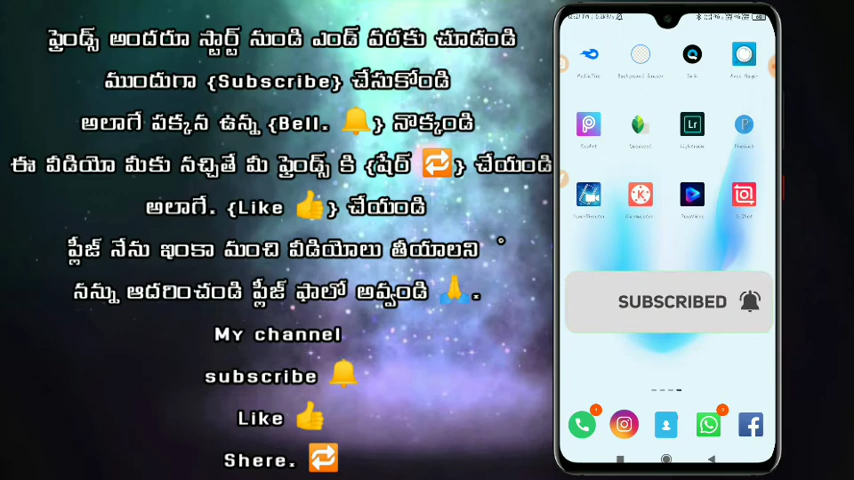 ఫ్రెండ్స్ అందరూ స్టార్ట్ నుండి ఎండ్ వరకు చూడండి
ముందుగా {Subscribe} చేసుకోండి
అలాగే పక్కన ఉన్న {Bell. 🔔} నొక్కండి
ఈ వీడియో మీకు నచ్చితే మీ ఫ్రెండ్స్ కి {షేర్ 🔁} చేయండి
అలాగే. {Like 👍} చేయండి
ప్లీజ్ నేను ఇంకా మంచి వీడియోలు తీయాలని °
నన్ను ఆదరించండి ప్లీజ్ ఫాలో అవ్వండి 🙏.
My channel
subscribe 🔔
Like 👍
Shere. 🔁
Lr
SUBSCRIBED